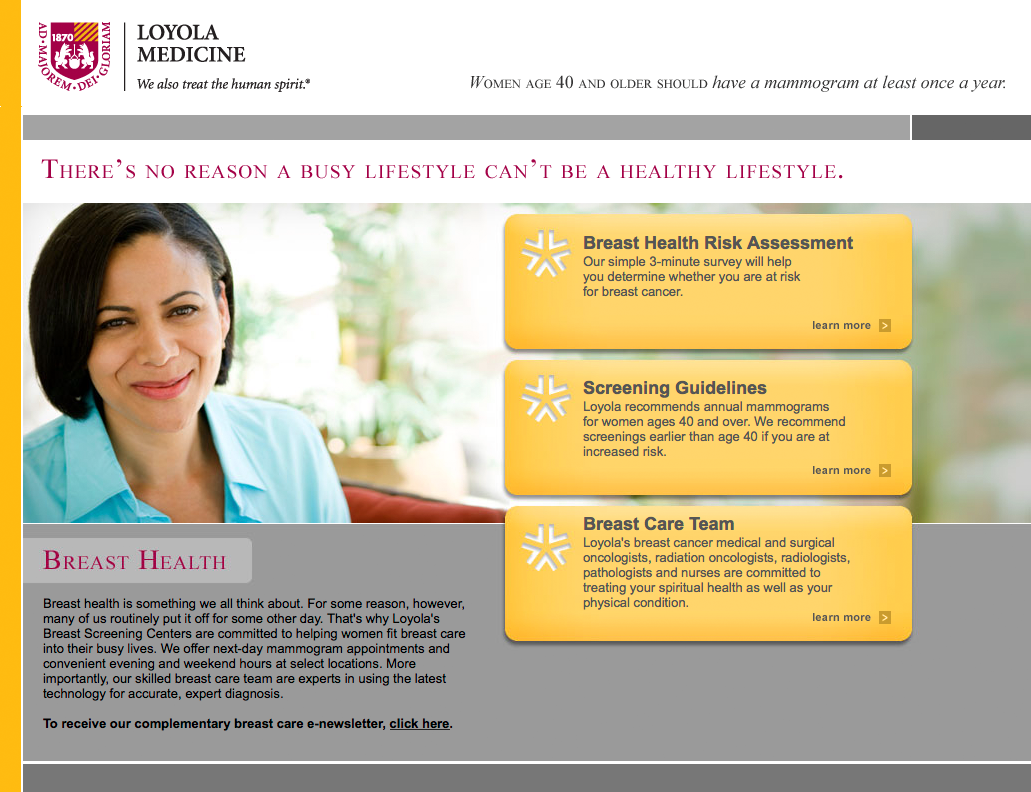 AD·MAJOREM·DEI·GLORIAM
1870
LOYOLA
MEDICINE
We also treat the human spirit.®
Women age 40 and older should have a mammogram at least once a year.
There's no reason a busy lifestyle can't be a healthy lifestyle.
Breast Health Risk Assessment
Our simple 3-minute survey will help
you determine whether you are at risk
for breast cancer.
learn more
Screening Guidelines
Loyola recommends annual mammograms
for women ages 40 and over. We recommend
screenings earlier than age 40 if you are at
increased risk.
learn more
Breast Care Team
Loyola's breast cancer medical and surgical
oncologists, radiation oncologists, radiologists,
pathologists and nurses are committed to
treating your spiritual health as well as your
physical condition.
learn more
Breast Health
Breast health is something we all think about. For some reason, however,
many of us routinely put it off for some other day. That's why Loyola's
Breast Screening Centers are committed to helping women fit breast care
into their busy lives. We offer next-day mammogram appointments and
convenient evening and weekend hours at select locations. More
importantly, our skilled breast care team are experts in using the latest
technology for accurate, expert diagnosis.
To receive our complementary breast care e-newsletter, click here.